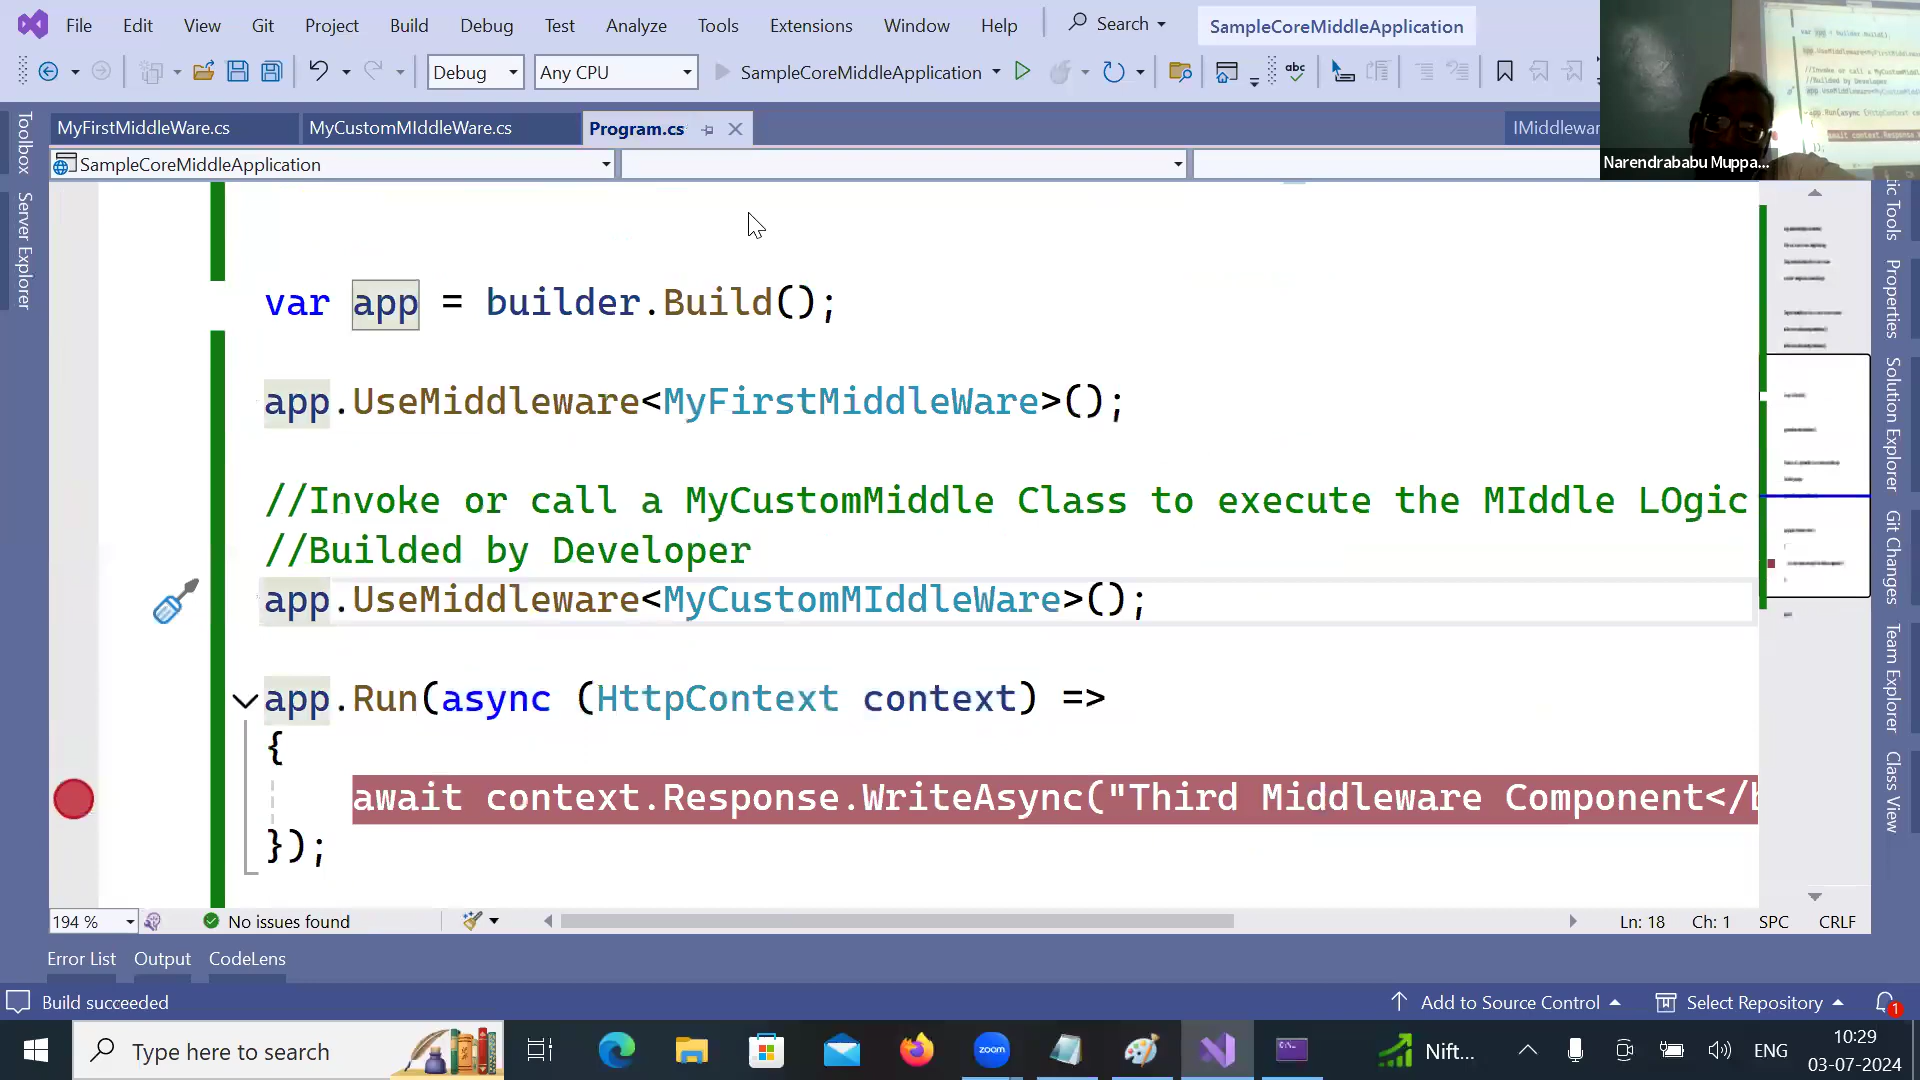 File Edit View Git Project Build Debug Test Analyze Tools Extensions Window Help Search SampleCoreMiddleApplication
Debug Any CPU SampleCoreMiddleApplication
MyFirstMiddleWare.cs MyCustomMIddleWare.cs Program.cs IMiddlewar
SampleCoreMiddleApplication
Narendrababu Muppa...
Toolbox
Server Explorer
var app = builder.Build();
app.UseMiddleware<MyFirstMiddleWare>();
//Invoke or call a MyCustomMiddle Class to execute the MIddle LOgic
//Builded by Developer
app.UseMiddleware<MyCustomMIddleWare>();
app.Run(async (HttpContext context) =>
{
await context.Response.WriteAsync("Third Middleware Component</b
});
tic Tools
Properties
Solution Explorer
Git Changes
Team Explorer
Class View
194 % No issues found Ln: 18 Ch: 1 SPC CRLF
Error List Output CodeLens
Build succeeded Add to Source Control Select Repository 1
Type here to search zoom Nift... ENG
10:29
03-07-2024